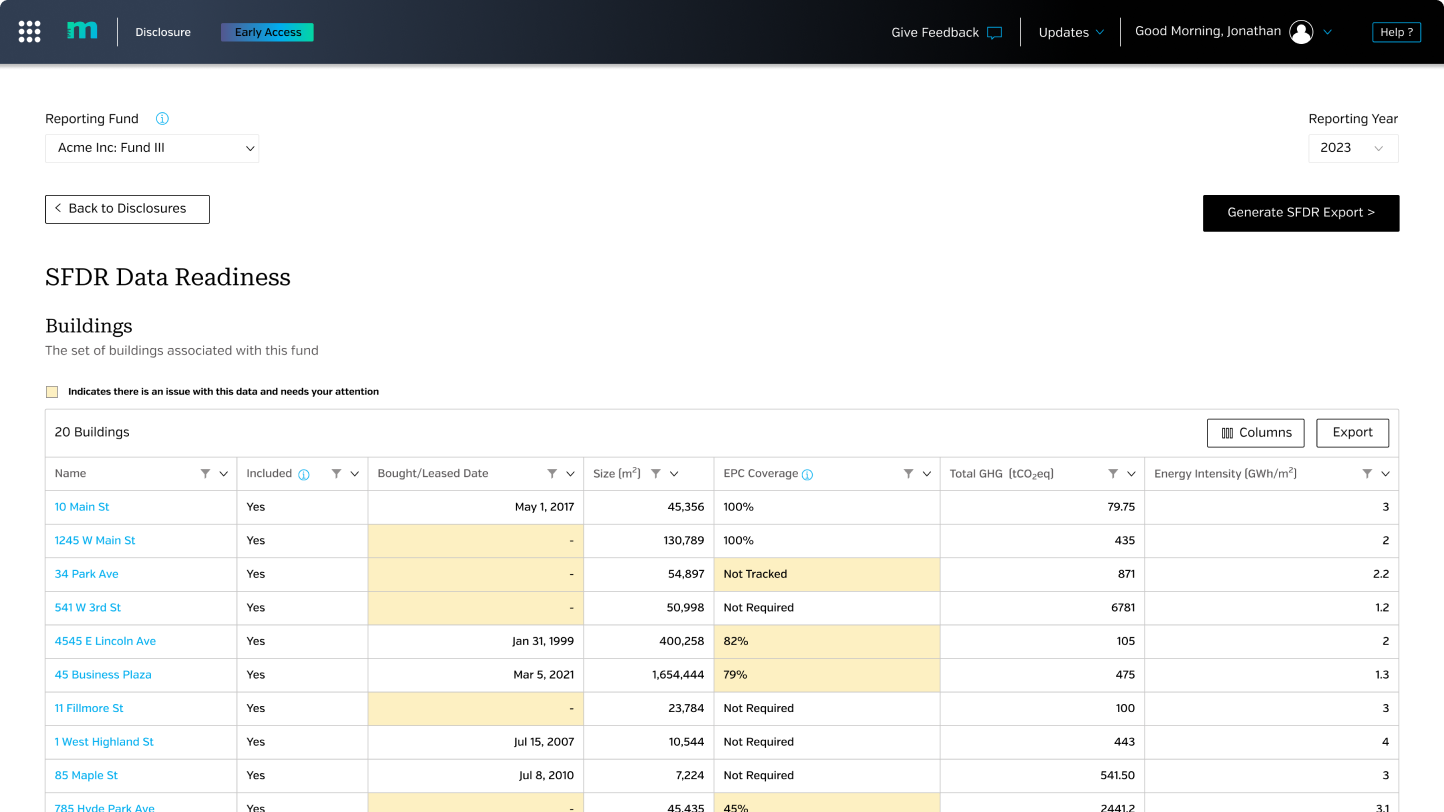 m Disclosure Early Access Give Feedback Updates Good Morning, Jonathan Help ?
Reporting Fund Reporting Year
Acme Inc: Fund III 2023
< Back to Disclosures Generate SFDR Export >
SFDR Data Readiness
Buildings
The set of buildings associated with this fund
Indicates there is an issue with this data and needs your attention
20 Buildings Columns Export
Name Included Bought/Leased Date Size (m²) EPC Coverage Total GHG (tCO₂eq) Energy Intensity (GWh/m²)
10 Main St Yes May 1, 2017 45,356 100% 79.75 3
1245 W Main St Yes - 130,789 100% 435 2
34 Park Ave Yes - 54,897 Not Tracked 871 2.2
541 W 3rd St Yes - 50,998 Not Required 6781 1.2
4545 E Lincoln Ave Yes Jan 31, 1999 400,258 82% 105 2
45 Business Plaza Yes Mar 5, 2021 1,654,444 79% 475 1.3
11 Fillmore St Yes - 23,784 Not Required 100 3
1 West Highland St Yes Jul 15, 2007 10,544 Not Required 443 4
85 Maple St Yes Jul 8, 2010 7,224 Not Required 541.50 3
785 Hyde Park Ave Yes - 45,435 45% 2441.2 3.1